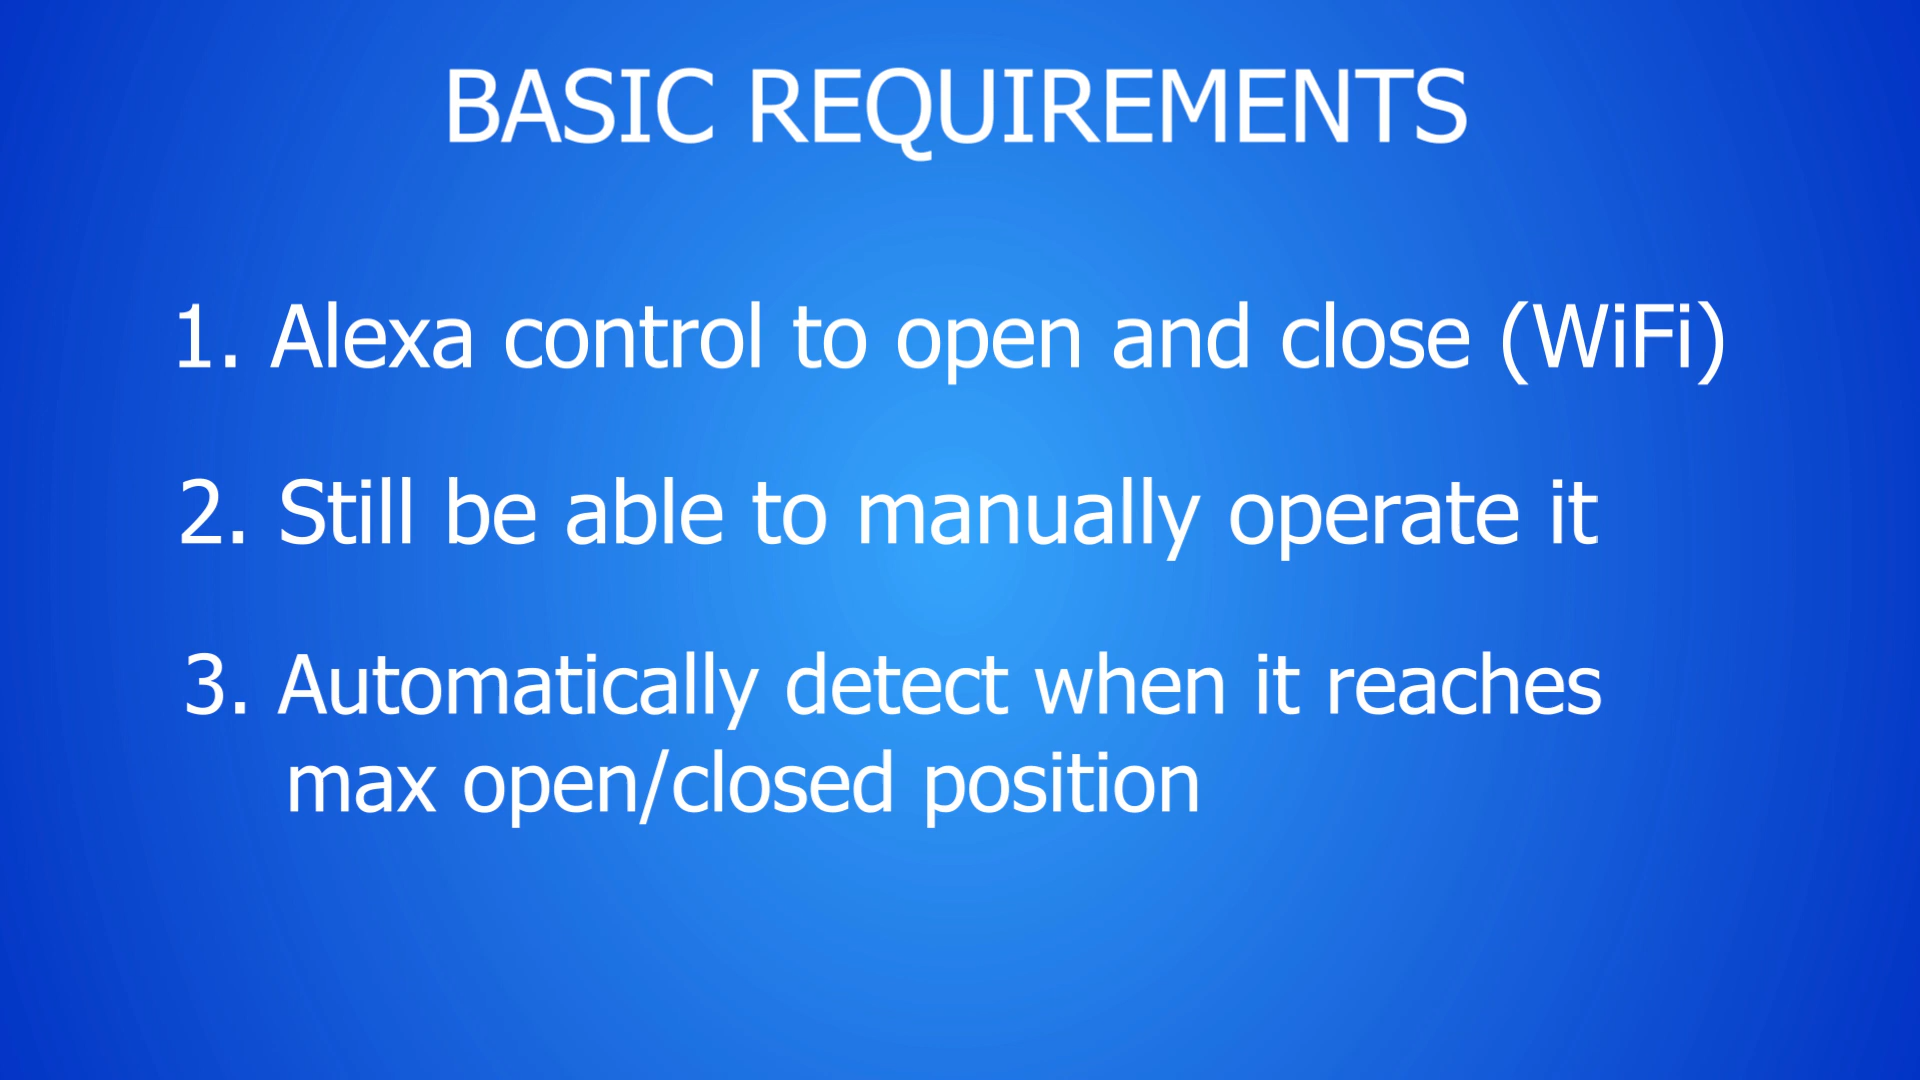 BASIC REQUIREMENTS
1. Alexa control to open and close (WiFi)
2. Still be able to manually operate it
3. Automatically detect when it reaches
max open/closed position